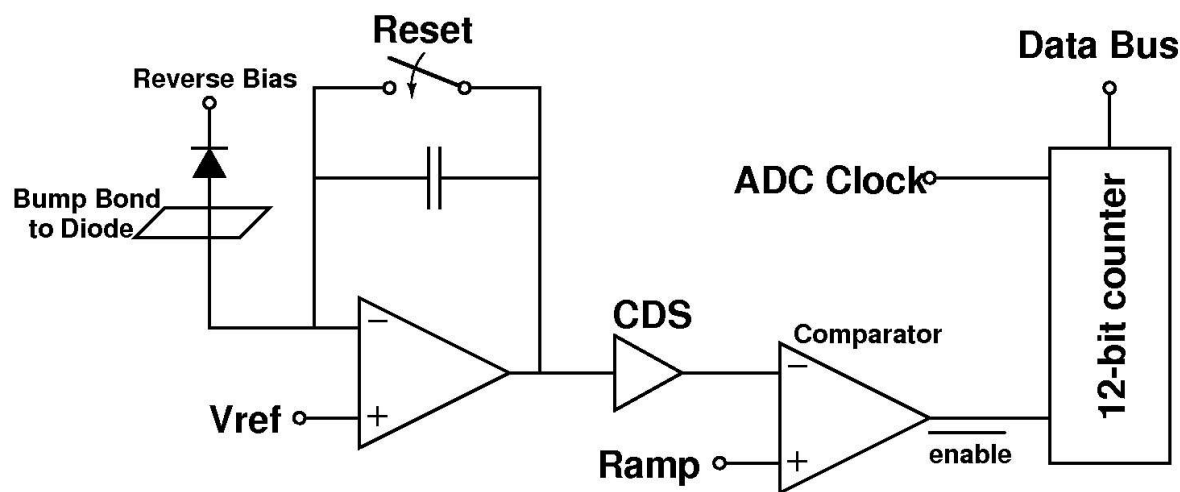 Reset
Data Bus
Reverse Bias
ADC Clock
Bump Bond
to Diode
12-bit counter
CDS
Comparator
−
−
Vref
+
enable
Ramp
+